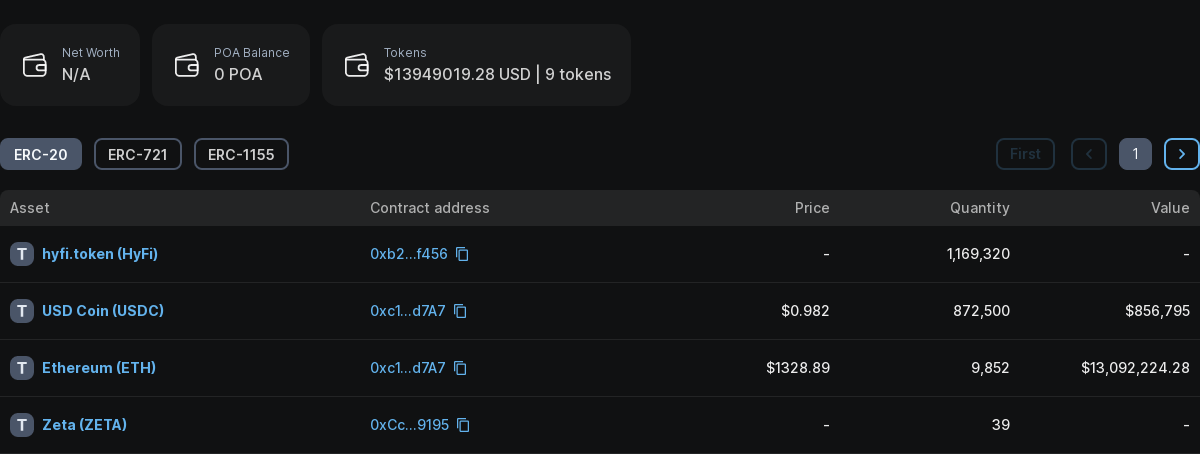 Net Worth
N/A
POA Balance
0 POA
Tokens
$13949019.28 USD | 9 tokens
ERC-20 ERC-721 ERC-1155 First 1
Asset Contract address Price Quantity Value
T hyfi.token (HyFi) 0xb2...f456 - 1,169,320 -
T USD Coin (USDC) 0xc1...d7A7 $0.982 872,500 $856,795
T Ethereum (ETH) 0xc1...d7A7 $1328.89 9,852 $13,092,224.28
T Zeta (ZETA) 0xCc...9195 - 39 -